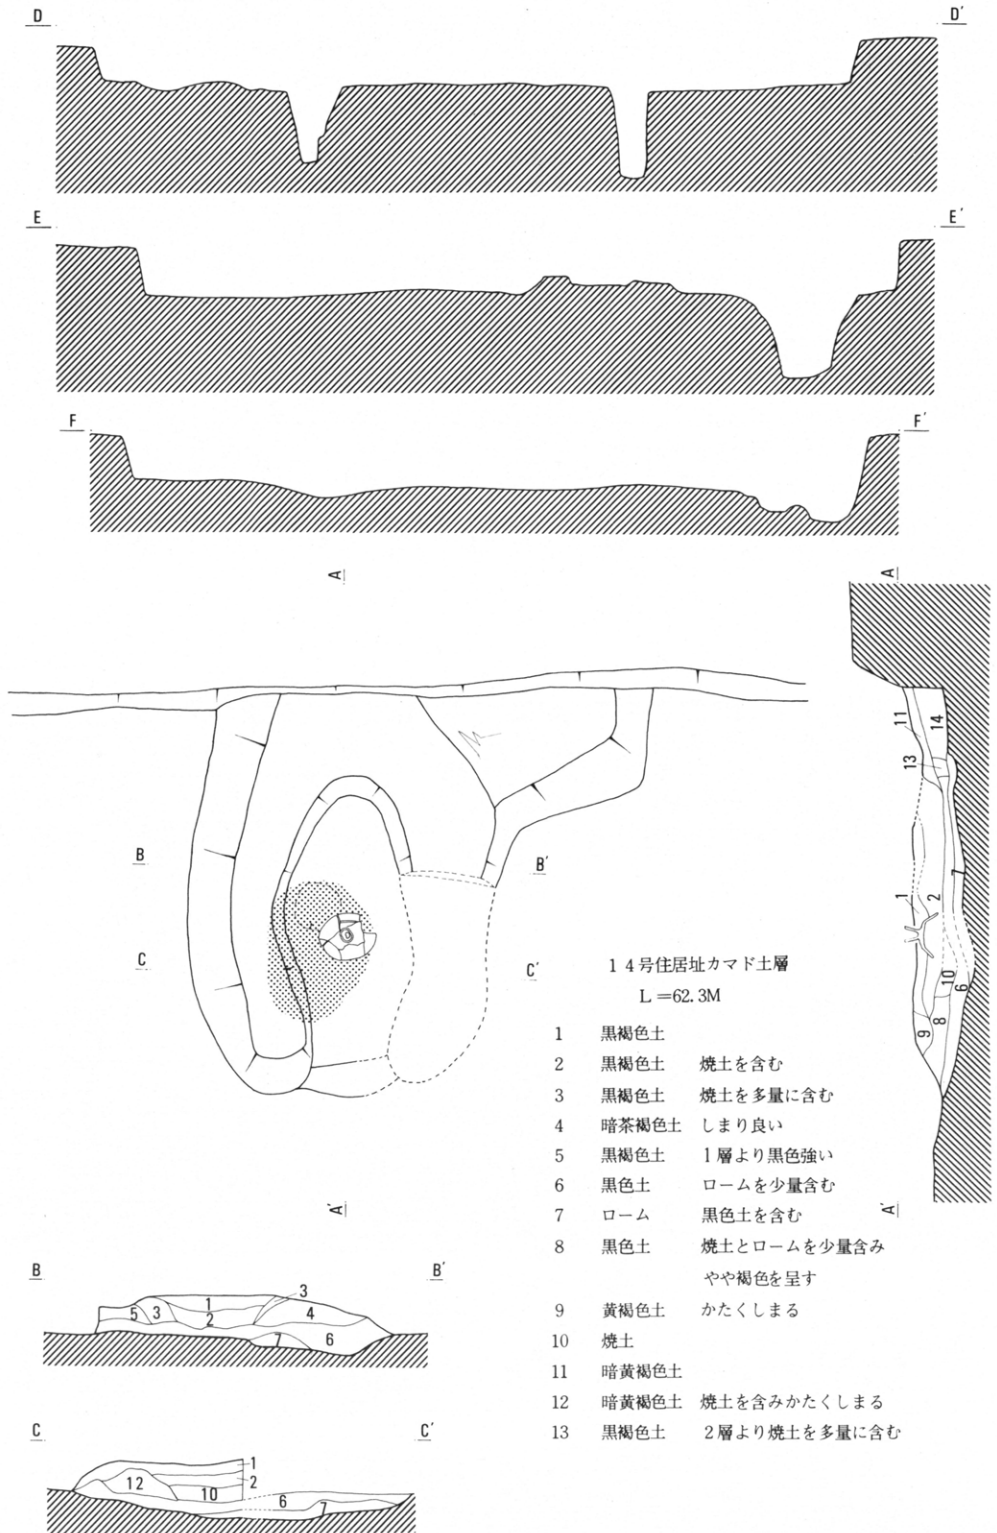 D D′
E E′
F F′
A A
B B′
C C′
11
14
13
1
2
7
10
6
8
9
14号住居址カマド土層
L=62.3M
1 黒褐色土
2 黒褐色土 焼土を含む
3 黒褐色土 焼土を多量に含む
4 暗茶褐色土 しまり良い
5 黒褐色土 1層より黒色強い
6 黒色土 ロームを少量含む
7 ローム 黒色土を含む
8 黒色土 焼土とロームを少量含み
やや褐色を呈す
9 黄褐色土 かたくしまる
10 焼土
11 暗黄褐色土
12 暗黄褐色土 焼土を含みかたくしまる
13 黒褐色土 2層より焼土を多量に含む
A′ A′
B B′
5 3 1 2 3 4 7 6
C C′
12 10 1 2 6 7